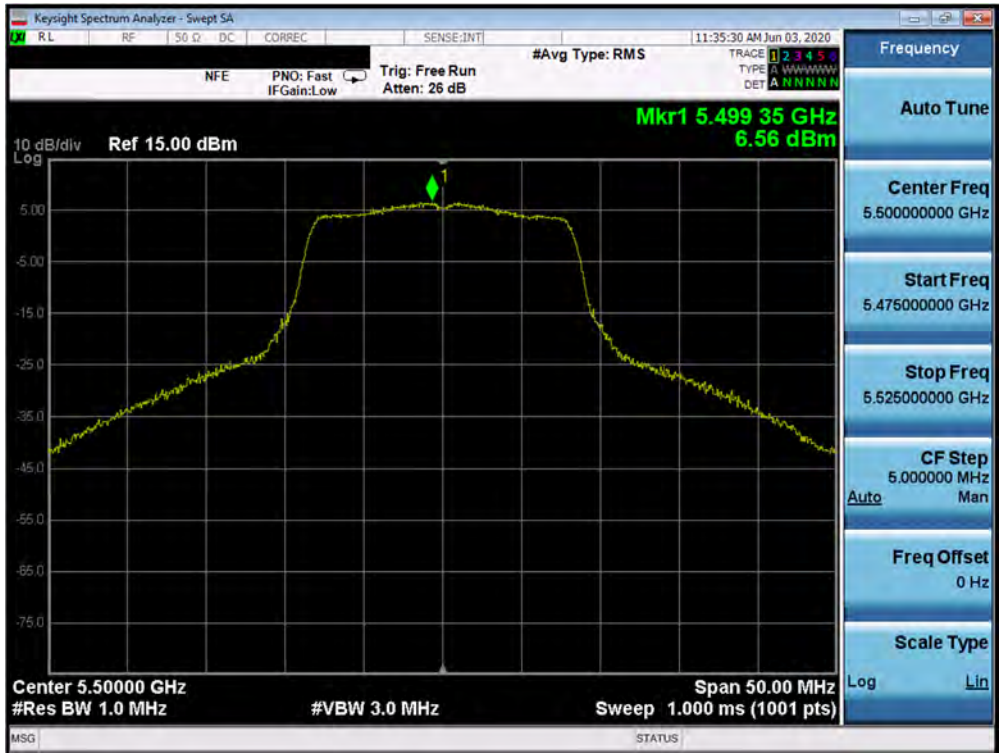 Keysight Spectrum Analyzer - Swept SA
LXI RL RF 50 Ω DC CORREC SENSE:INT 11:35:30 AM Jun 03, 2020
#Avg Type: RMS TRACE 1 2 3 4 5 6
NFE PNO: Fast Trig: Free Run TYPE A WWWWW
IFGain:Low Atten: 26 dB DET A N N N N N
Mkr1 5.499 35 GHz
6.56 dBm
10 dB/div Ref 15.00 dBm
Log
1
5.00
-5.00
-15.0
-25.0
-35.0
-45.0
-55.0
-65.0
-75.0
Center 5.50000 GHz Span 50.00 MHz
#Res BW 1.0 MHz #VBW 3.0 MHz Sweep 1.000 ms (1001 pts)
MSG STATUS
Frequency
Auto Tune
Center Freq
5.500000000 GHz
Start Freq
5.475000000 GHz
Stop Freq
5.525000000 GHz
CF Step
5.000000 MHz
Auto Man
Freq Offset
0 Hz
Scale Type
Log Lin